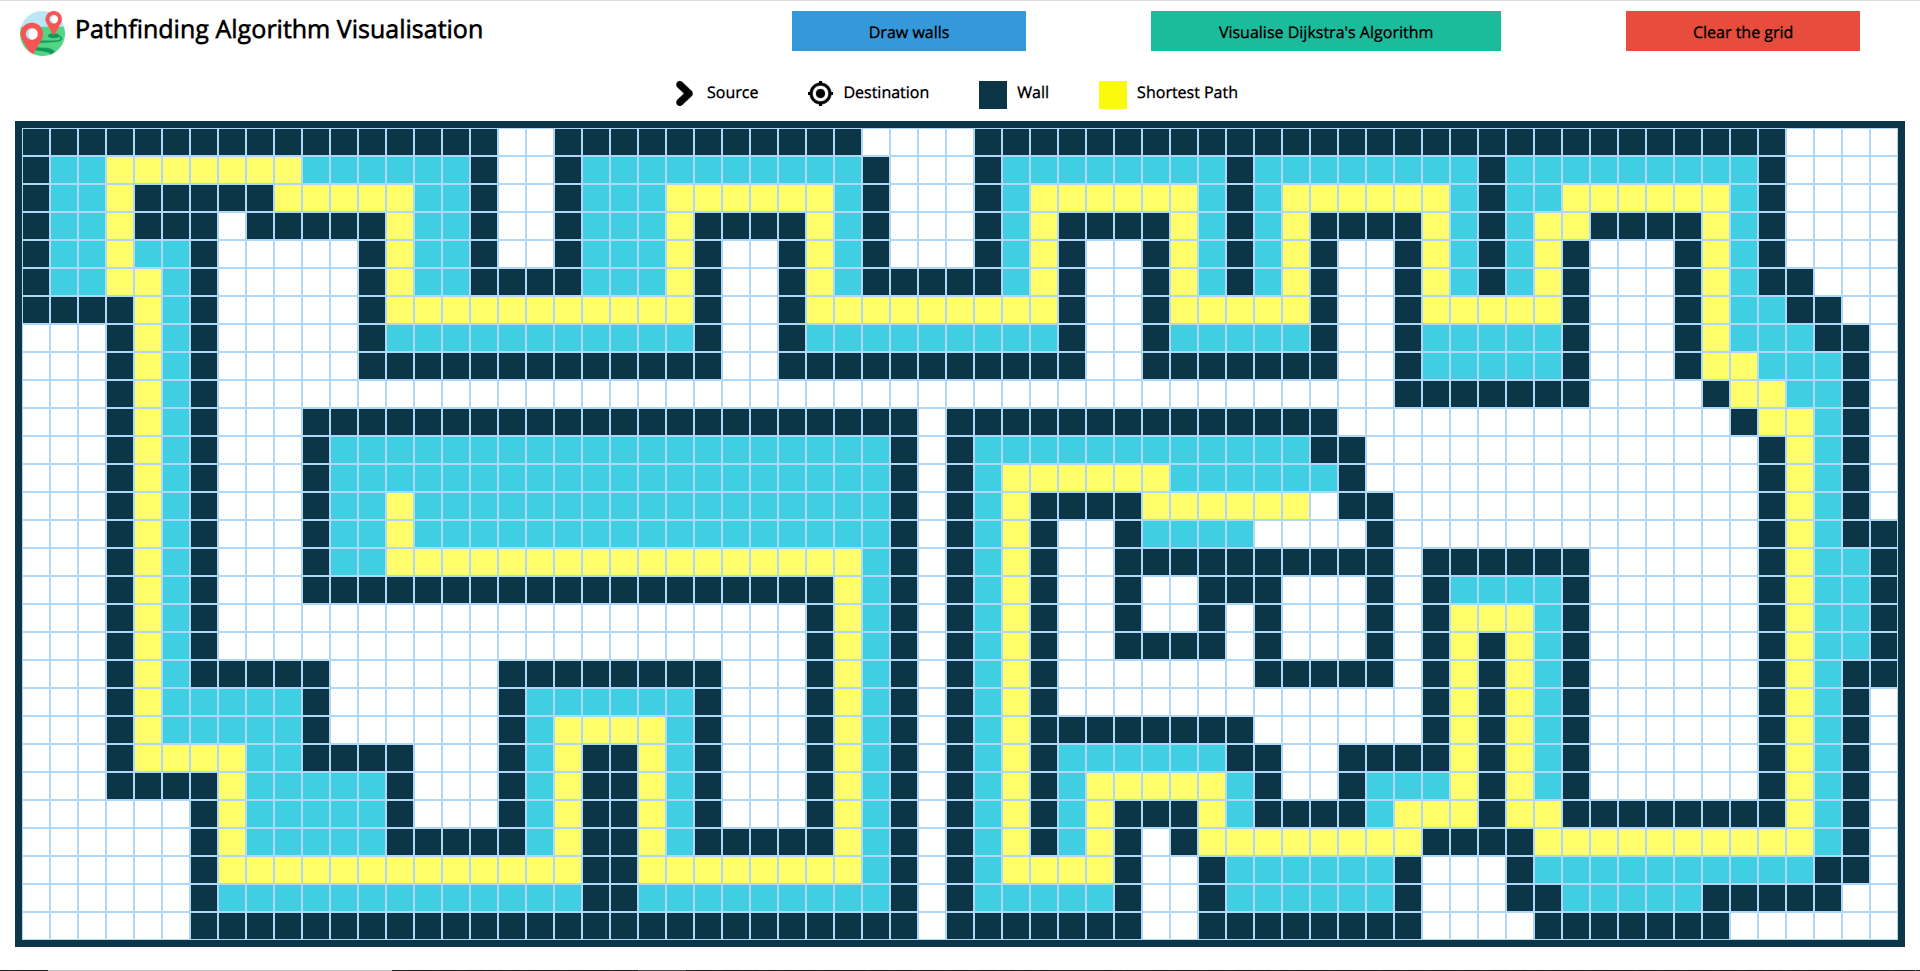 Pathfinding Algorithm Visualisation
Draw walls
Visualise Dijkstra's Algorithm
Clear the grid
Source
Destination
Wall
Shortest Path